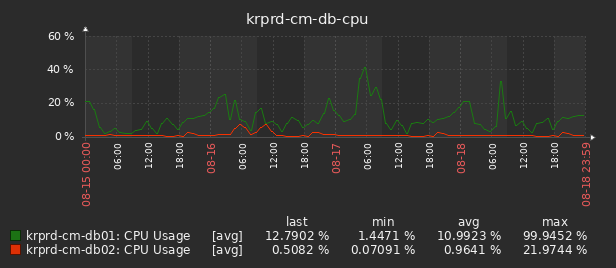 krprd-cm-db-cpu
60 %
40 %
20 %
0 %
08-15 00:00 06:00 12:00 18:00 08-16 06:00 12:00 18:00 08-17 06:00 12:00 18:00 08-18 06:00 12:00 18:00 08-18 23:59
last min avg max
krprd-cm-db01: CPU Usage [avg] 12.7902 % 1.4471 % 10.9923 % 99.9452 %
krprd-cm-db02: CPU Usage [avg] 0.5082 % 0.07091 % 0.9641 % 21.9744 %